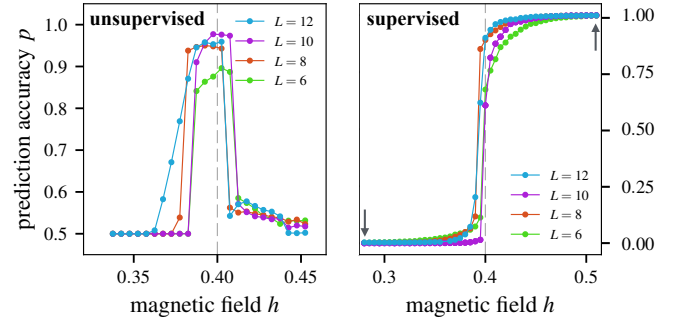 unsupervised
supervised
prediction accuracy p
1.0
0.9
0.8
0.7
0.6
0.5
L = 12
L = 10
L = 8
L = 6
0.35
0.40
0.45
magnetic field h
1.00
0.75
0.50
0.25
0.00
L = 12
L = 10
L = 8
L = 6
0.3
0.4
0.5
magnetic field h